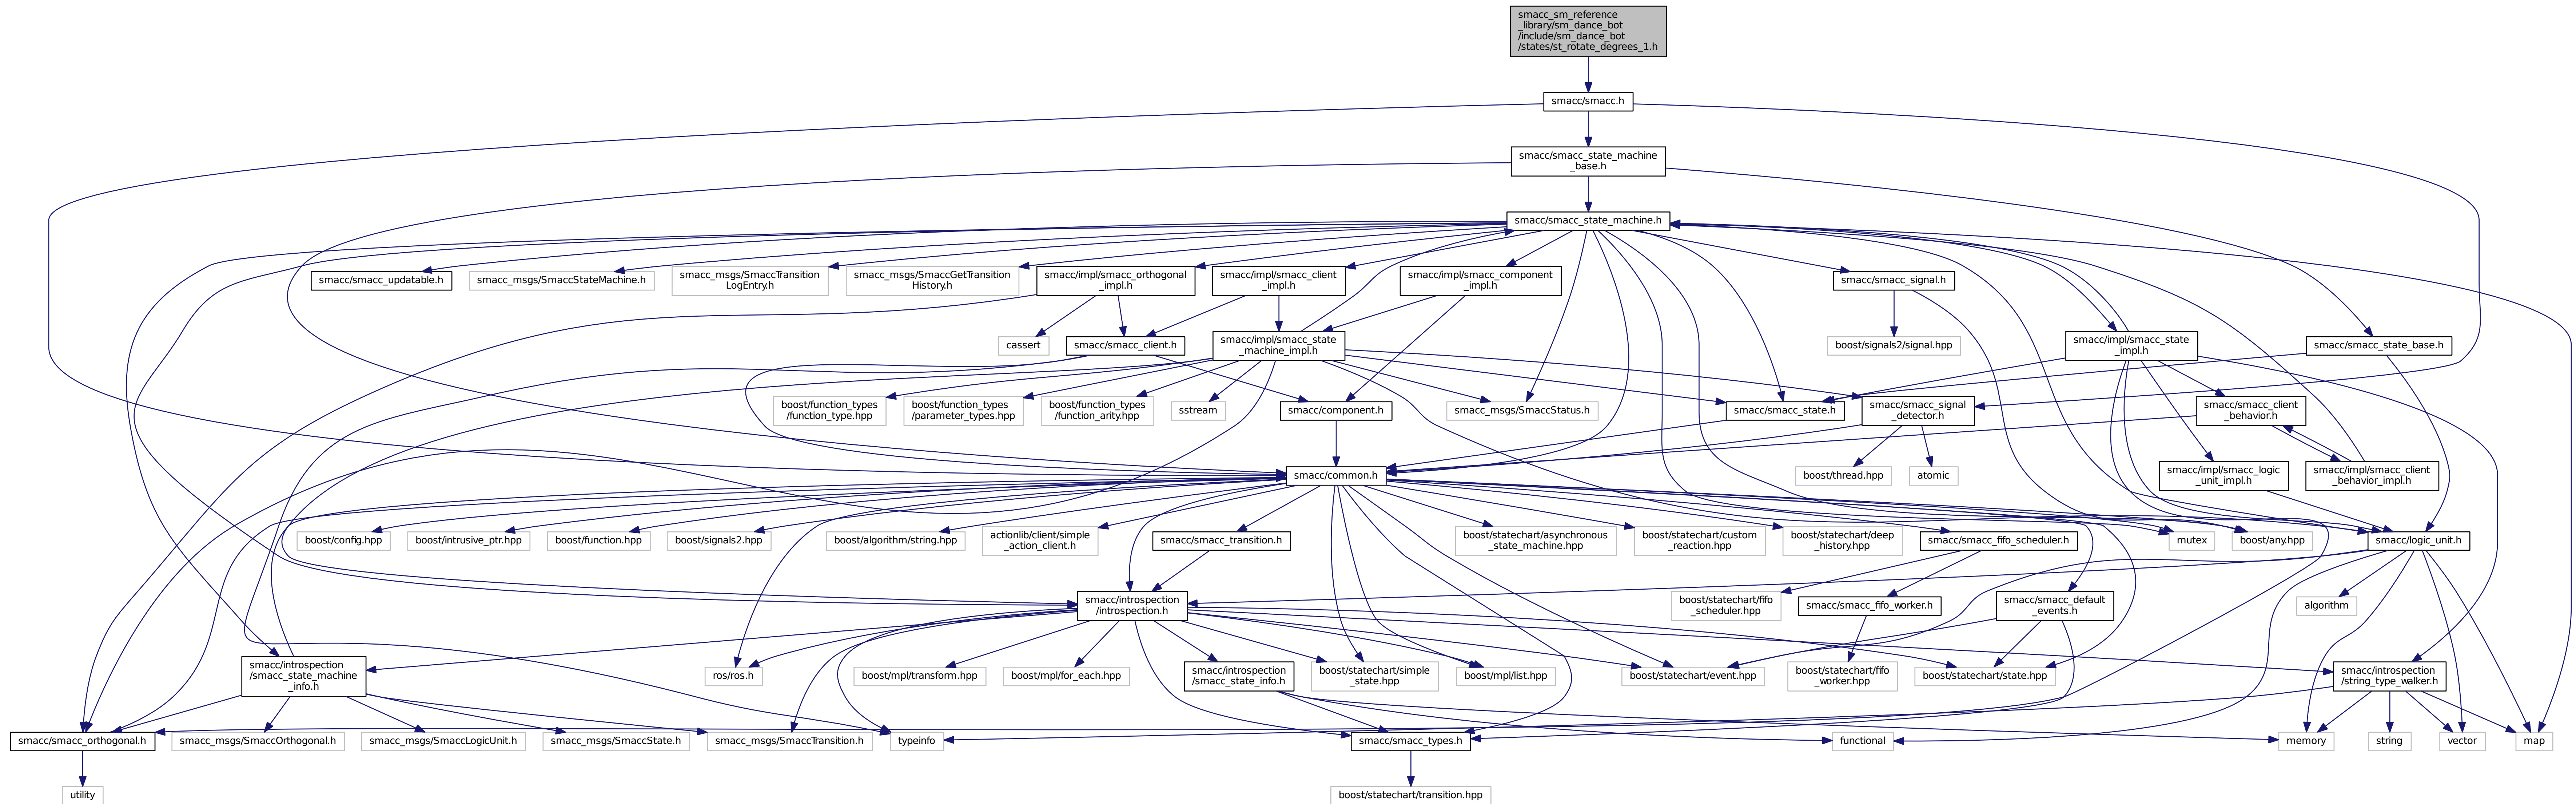 smacc_sm_reference
_library/sm_dance_bot
/include/sm_dance_bot
/states/st_rotate_degrees_1.h
smacc/smacc.h
smacc/smacc_state_machine
_base.h
smacc/smacc_state_machine.h
smacc/smacc_updatable.h
smacc_msgs/SmaccStateMachine.h
smacc_msgs/SmaccTransition
LogEntry.h
smacc_msgs/SmaccGetTransition
History.h
smacc/impl/smacc_orthogonal
_impl.h
smacc/impl/smacc_client
_impl.h
smacc/impl/smacc_component
_impl.h
smacc/smacc_signal.h
cassert
smacc/smacc_client.h
smacc/impl/smacc_state
_machine_impl.h
boost/signals2/signal.hpp
smacc/impl/smacc_state
_impl.h
smacc/smacc_state_base.h
boost/function_types
/function_type.hpp
boost/function_types
/parameter_types.hpp
boost/function_types
/function_arity.hpp
sstream
smacc/component.h
smacc_msgs/SmaccStatus.h
smacc/smacc_state.h
smacc/smacc_signal
_detector.h
smacc/smacc_client
_behavior.h
smacc/common.h
boost/thread.hpp
atomic
smacc/impl/smacc_logic
_unit_impl.h
smacc/impl/smacc_client
_behavior_impl.h
boost/config.hpp
boost/intrusive_ptr.hpp
boost/function.hpp
boost/signals2.hpp
boost/algorithm/string.hpp
actionlib/client/simple
_action_client.h
smacc/smacc_transition.h
boost/statechart/asynchronous
_state_machine.hpp
boost/statechart/custom
_reaction.hpp
boost/statechart/deep
_history.hpp
smacc/smacc_fifo_scheduler.h
mutex
boost/any.hpp
smacc/logic_unit.h
smacc/introspection
/introspection.h
boost/statechart/fifo
_scheduler.hpp
smacc/smacc_fifo_worker.h
smacc/smacc_default
_events.h
algorithm
smacc/introspection
/smacc_state_machine
_info.h
ros/ros.h
boost/mpl/transform.hpp
boost/mpl/for_each.hpp
smacc/introspection
/smacc_state_info.h
boost/statechart/simple
_state.hpp
boost/mpl/list.hpp
boost/statechart/event.hpp
boost/statechart/fifo
_worker.hpp
boost/statechart/state.hpp
smacc/introspection
/string_type_walker.h
smacc/smacc_orthogonal.h
smacc_msgs/SmaccOrthogonal.h
smacc_msgs/SmaccLogicUnit.h
smacc_msgs/SmaccState.h
smacc_msgs/SmaccTransition.h
typeinfo
smacc/smacc_types.h
functional
memory
string
vector
map
utility
boost/statechart/transition.hpp